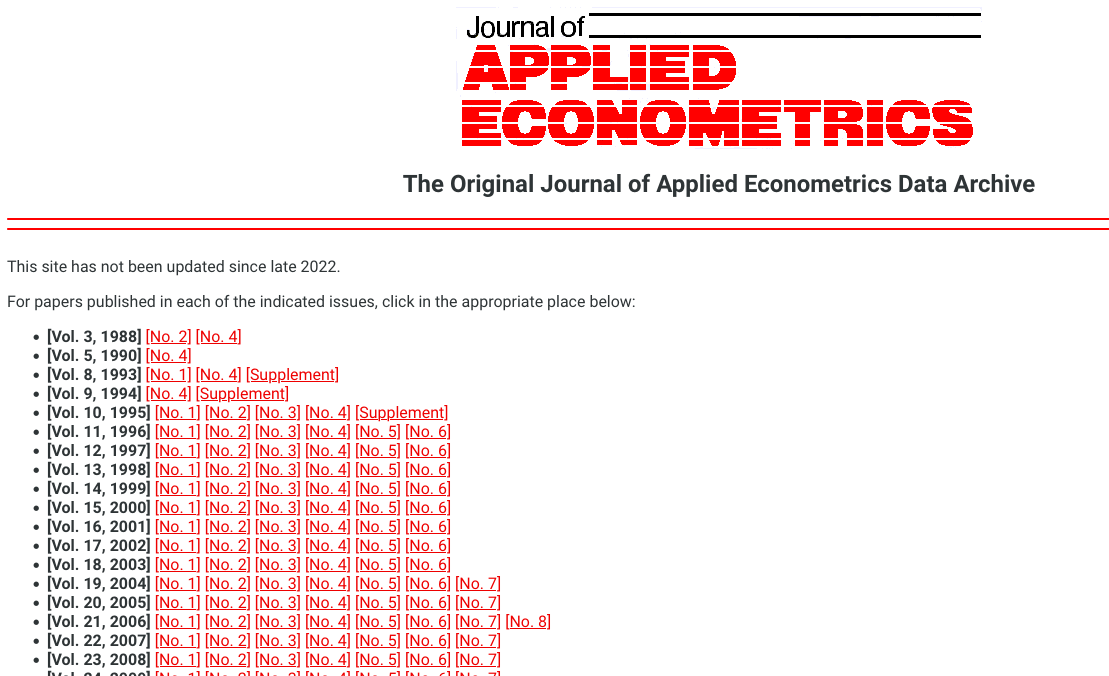 Journal of
APPLIED
ECONOMETRICS
The Original Journal of Applied Econometrics Data Archive
This site has not been updated since late 2022.
For papers published in each of the indicated issues, click in the appropriate place below:
• [Vol. 3, 1988] [No. 2] [No. 4]
• [Vol. 5, 1990] [No. 4]
• [Vol. 8, 1993] [No. 1] [No. 4] [Supplement]
• [Vol. 9, 1994] [No. 4] [Supplement]
• [Vol. 10, 1995] [No. 1] [No. 2] [No. 3] [No. 4] [Supplement]
• [Vol. 11, 1996] [No. 1] [No. 2] [No. 3] [No. 4] [No. 5] [No. 6]
• [Vol. 12, 1997] [No. 1] [No. 2] [No. 3] [No. 4] [No. 5] [No. 6]
• [Vol. 13, 1998] [No. 1] [No. 2] [No. 3] [No. 4] [No. 5] [No. 6]
• [Vol. 14, 1999] [No. 1] [No. 2] [No. 3] [No. 4] [No. 5] [No. 6]
• [Vol. 15, 2000] [No. 1] [No. 2] [No. 3] [No. 4] [No. 5] [No. 6]
• [Vol. 16, 2001] [No. 1] [No. 2] [No. 3] [No. 4] [No. 5] [No. 6]
• [Vol. 17, 2002] [No. 1] [No. 2] [No. 3] [No. 4] [No. 5] [No. 6]
• [Vol. 18, 2003] [No. 1] [No. 2] [No. 3] [No. 4] [No. 5] [No. 6]
• [Vol. 19, 2004] [No. 1] [No. 2] [No. 3] [No. 4] [No. 5] [No. 6] [No. 7]
• [Vol. 20, 2005] [No. 1] [No. 2] [No. 3] [No. 4] [No. 5] [No. 6] [No. 7]
• [Vol. 21, 2006] [No. 1] [No. 2] [No. 3] [No. 4] [No. 5] [No. 6] [No. 7] [No. 8]
• [Vol. 22, 2007] [No. 1] [No. 2] [No. 3] [No. 4] [No. 5] [No. 6] [No. 7]
• [Vol. 23, 2008] [No. 1] [No. 2] [No. 3] [No. 4] [No. 5] [No. 6] [No. 7]